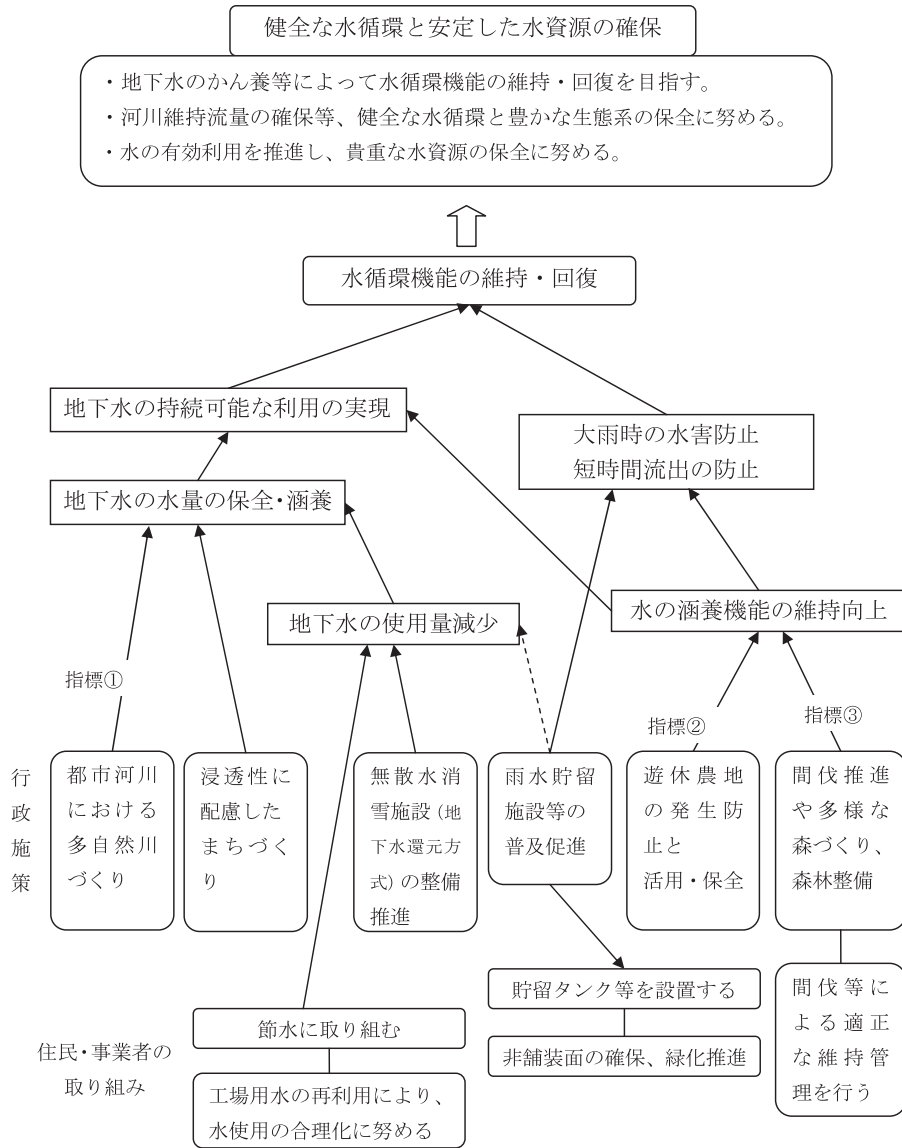 健全な水循環と安定した水資源の確保
・地下水のかん養等によって水循環機能の維持・回復を目指す。
・河川維持流量の確保等、健全な水循環と豊かな生態系の保全に努める。
・水の有効利用を推進し、貴重な水資源の保全に努める。
水循環機能の維持・回復
地下水の持続可能な利用の実現
大雨時の水害防止
短時間流出の防止
地下水の水量の保全・涵養
地下水の使用量減少
水の涵養機能の維持向上
指標①
指標②
指標③
行政施策
都市河川
における
多自然川
づくり
浸透性に
配慮した
まちづく
り
無散水消
雪施設（地
下水還元方
式）の整備
推進
雨水貯留
施設等の
普及促進
遊休農地
の発生防
止と
活用・保全
間伐推進
や多様な
森づくり、
森林整備
住民・事業者の
取り組み
節水に取り組む
工場用水の再利用により、
水使用の合理化に努める
貯留タンク等を設置する
非舗装面の確保、緑化推進
間伐等に
よる適正
な維持管
理を行う